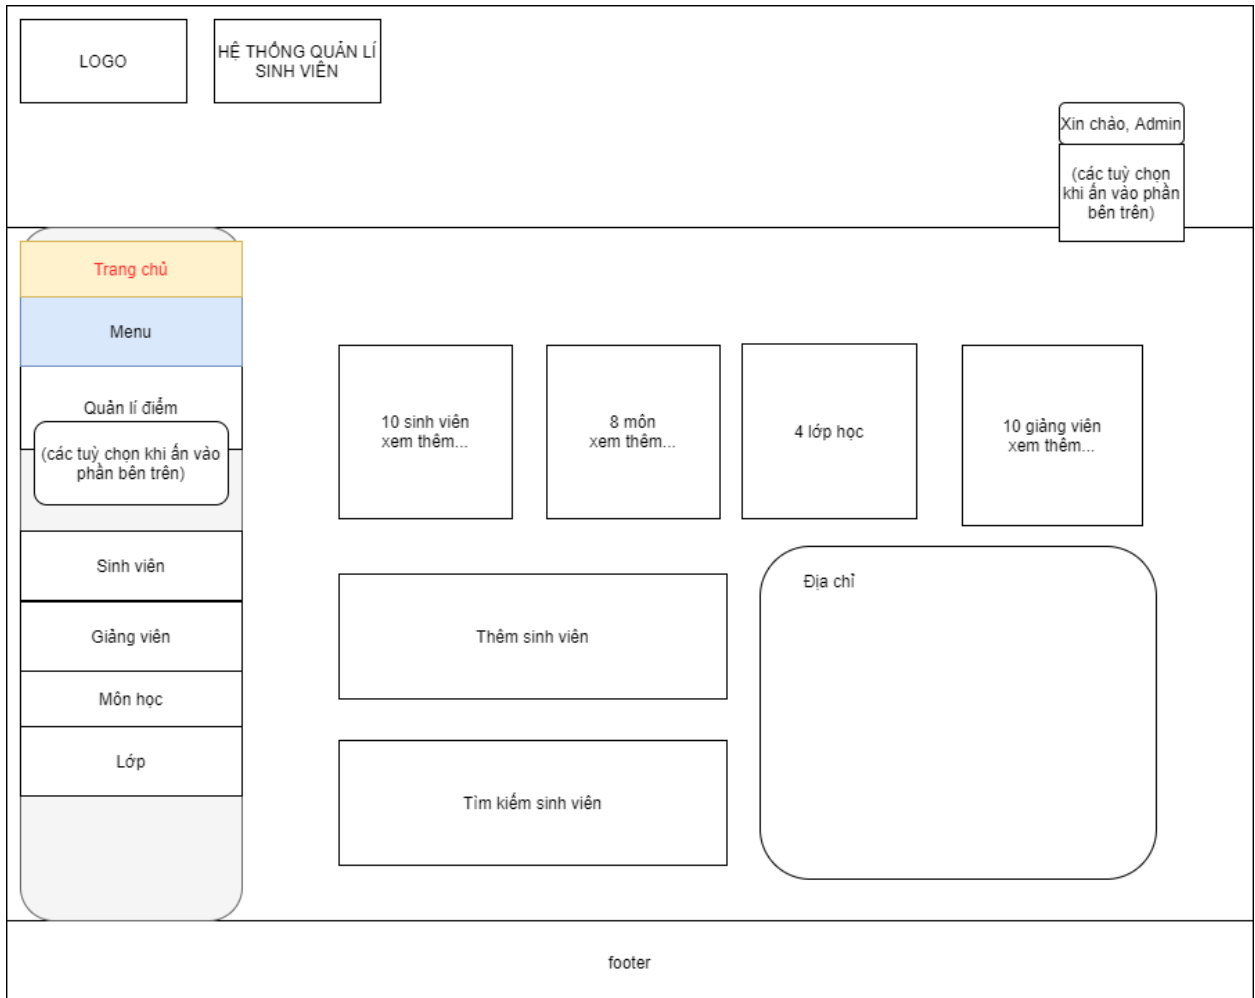 LOGO
HỆ THỐNG QUẢN LÍ
SINH VIÊN
Xin chào, Admin
(các tuỳ chọn
khi ấn vào phần
bên trên)
Trang chủ
Menu
Quản lí điểm
(các tuỳ chọn khi ấn vào
phần bên trên)
Sinh viên
Giảng viên
Môn học
Lớp
10 sinh viên
xem thêm...
8 môn
xem thêm...
4 lớp học
10 giảng viên
xem thêm...
Thêm sinh viên
Địa chỉ
Tìm kiếm sinh viên
footer